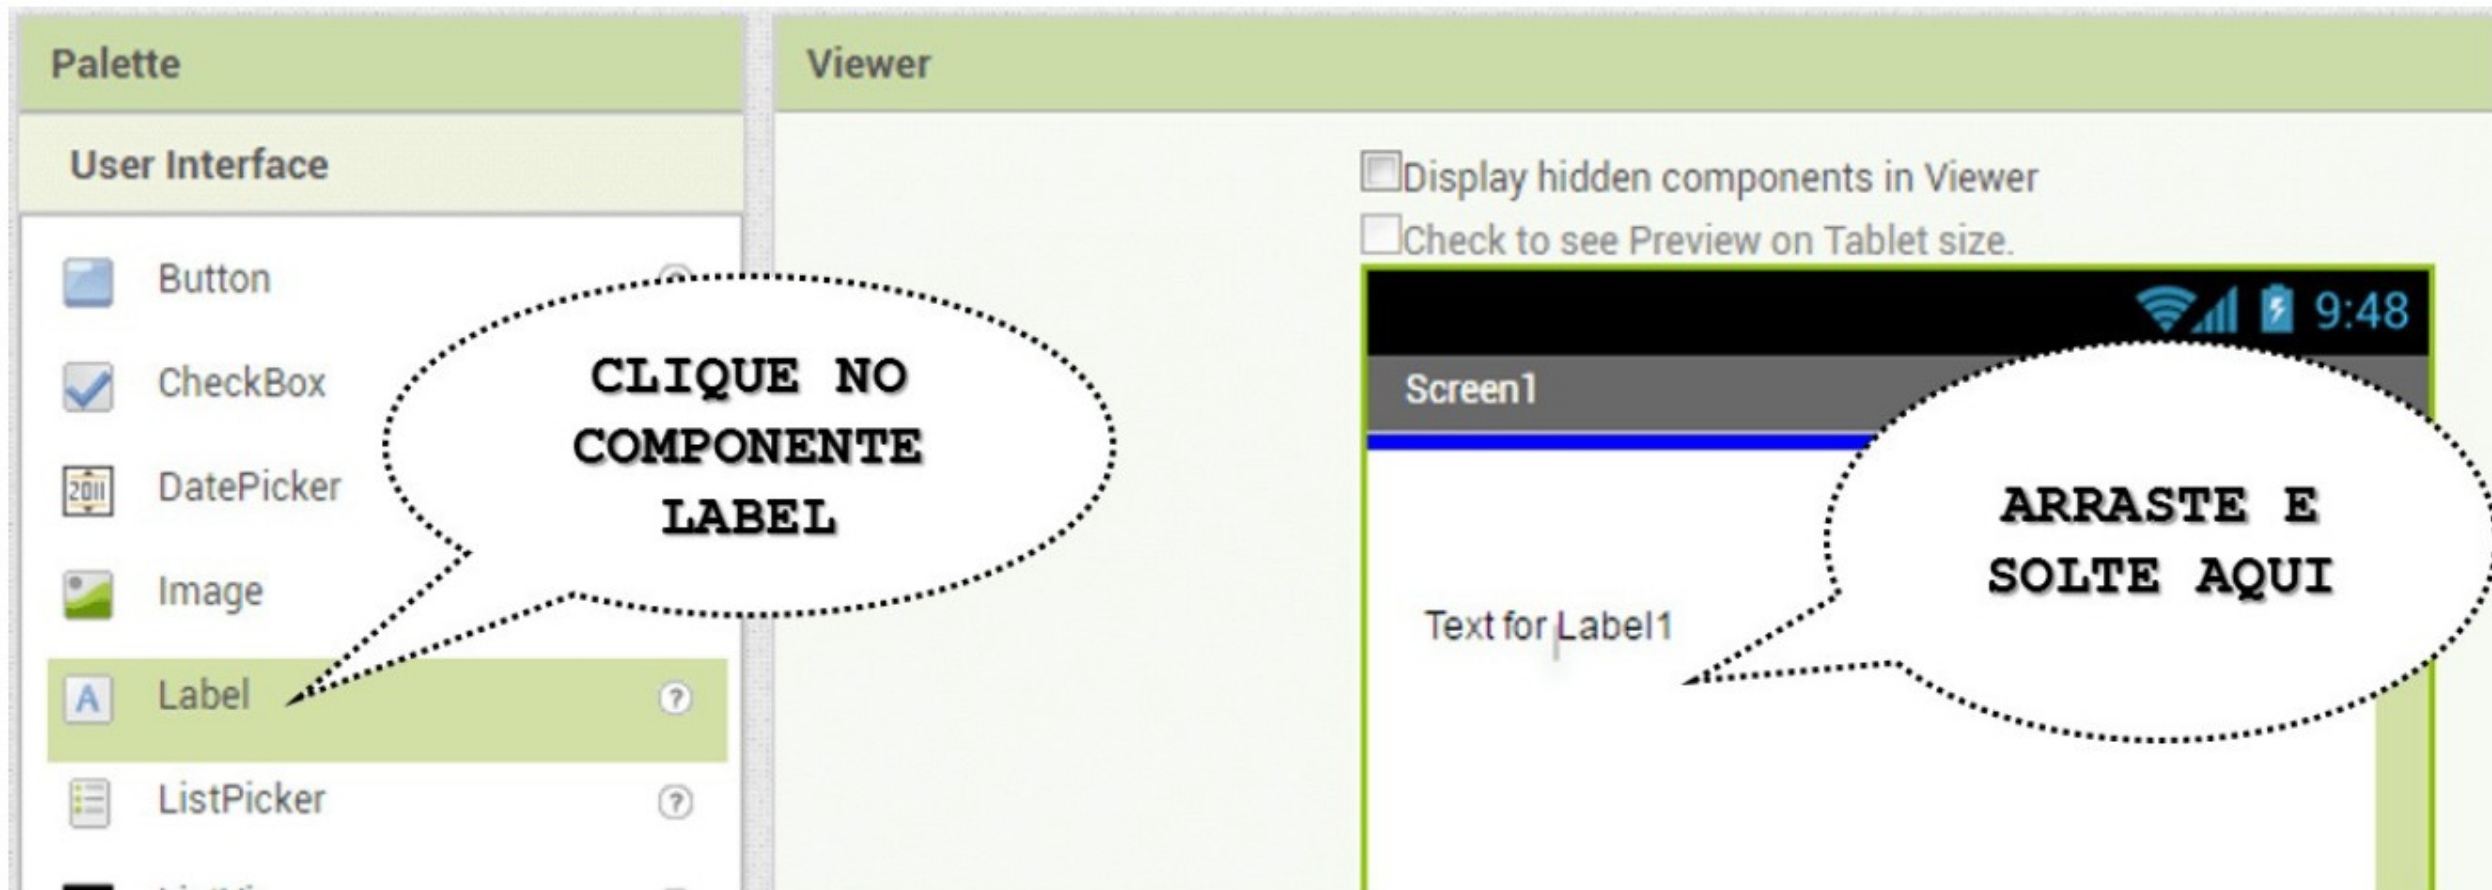 Palette
Viewer
User Interface
Display hidden components in Viewer
Check to see Preview on Tablet size.
Button
CheckBox
DatePicker
2011
Image
A
Label
?
ListPicker
?
CLIQUE NO
COMPONENTE
LABEL
9:48
Screen1
Text for Label1
ARRASTE E
SOLTE AQUI